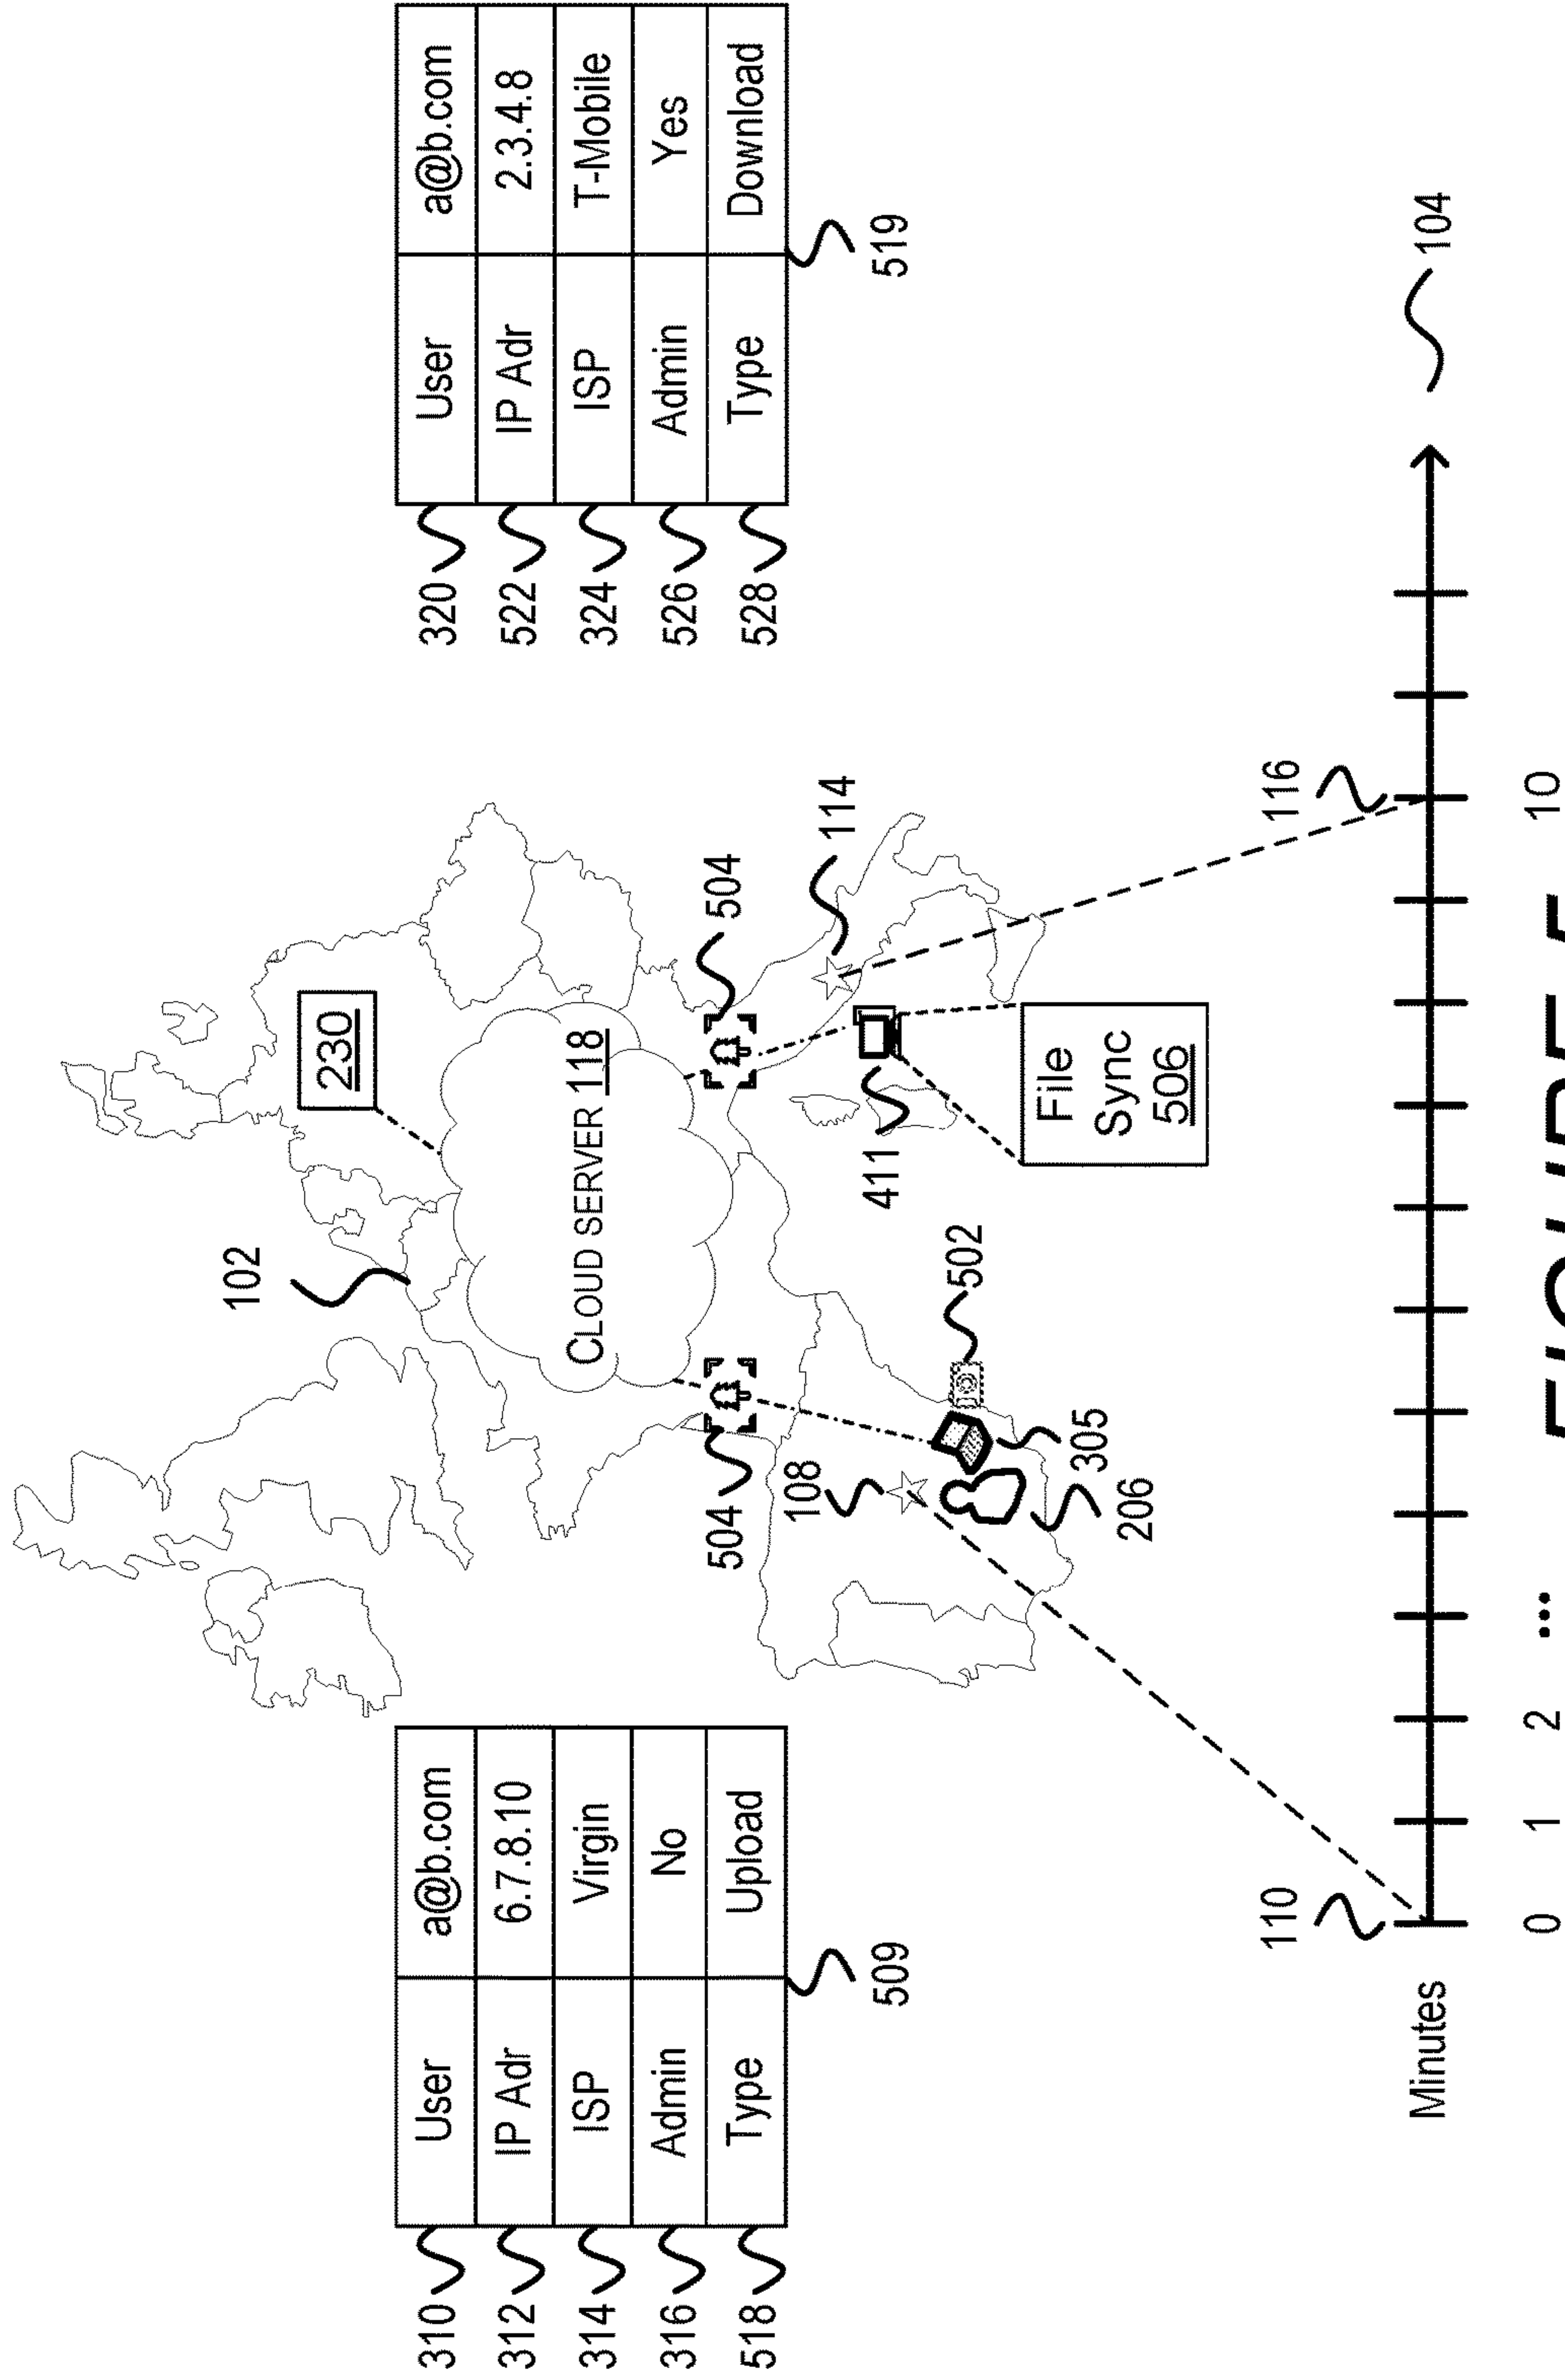 310 User a@b.com
312 IP Adr 6.7.8.10
314 ISP Virgin
316 Admin No
518 Type Upload
509
320 User a@b.com
522 IP Adr 2.3.4.8
324 ISP T-Mobile
526 Admin Yes
528 Type Download
519
230
102
CLOUD SERVER 118
504
504
114
108
411
502
305
206
File
Sync
506
110
116
104
Minutes
0 1 2 ... 10
FIGURE 5